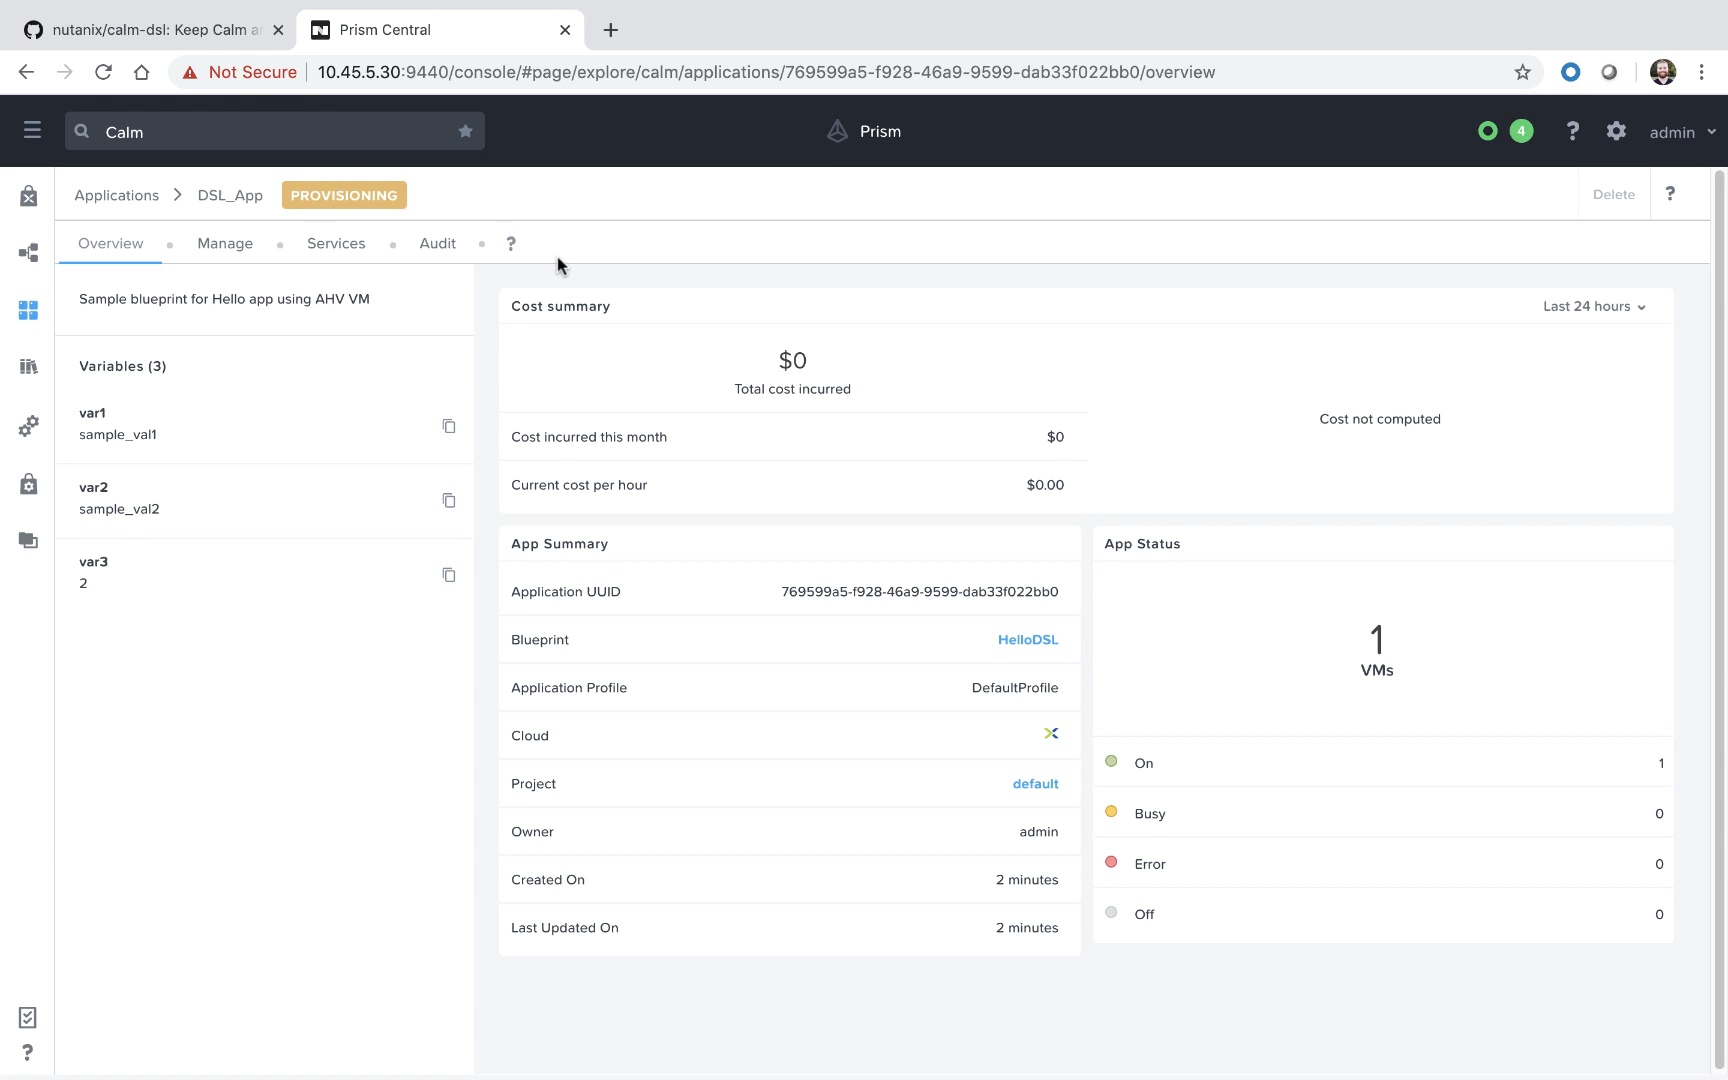 nutanix/calm-dsl: Keep Calm a
Prism Central
Not Secure
10.45.5.30:9440/console/#page/explore/calm/applications/769599a5-f928-46a9-9599-dab33f022bb0/overview
Calm
Prism
4
?
admin
Applications
DSL_App
PROVISIONING
Delete
?
Overview
Manage
Services
Audit
?
Sample blueprint for Hello app using AHV VM
Variables (3)
var1
sample_val1
var2
sample_val2
var3
2
Cost summary
Last 24 hours
$0
Total cost incurred
Cost incurred this month
$0
Current cost per hour
$0.00
Cost not computed
App Summary
Application UUID
769599a5-f928-46a9-9599-dab33f022bb0
Blueprint
HelloDSL
Application Profile
DefaultProfile
Cloud
Project
default
Owner
admin
Created On
2 minutes
Last Updated On
2 minutes
App Status
1
VMs
On
1
Busy
0
Error
0
Off
0
?